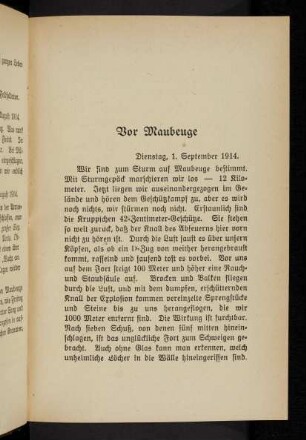 Vor Maubeuge
Dienstag, 1. September 1914.
Wir sind zum Sturm auf Maubeuge bestimmt.
Mit Sturmgepäck marschieren wir los — 12 Kilo-
meter. Jetzt liegen wir auseinandergezogen im Ge-
lände und hören dem Geschützkampf zu, aber es wird
noch nichts, wir stürmen noch nicht. Erstaunlich sind
die Kruppschen 42-Zentimeter-Geschütze. Sie stehen
so weit zurück, daß der Knall des Abfeuerns hier vorn
nicht zu hören ist. Durch die Luft saust es über unsern
Köpfen, als ob ein D-Zug von weither herangebraust
kommt, rasselnd und sausend tost es vorbei. Vor uns
auf dem Fort steigt 100 Meter und höher eine Rauch-
und Staubsäule auf. Brocken und Balken fliegen
durch die Luft, und mit dem dumpfen, erschütternden
Knall der Explosion kommen vereinzelte Sprengstücke
und Steine bis zu uns herangeflogen, die wir
1000 Meter entfernt sind. Die Wirkung ist furchtbar.
Nach sieben Schuß, von denen fünf mitten hinein-
schlagen, ist das unglückliche Fort zum Schweigen ge-
bracht. Auch ohne Glas kann man erkennen, welch
unheimliche Löcher in die Wälle hineingerissen sind.